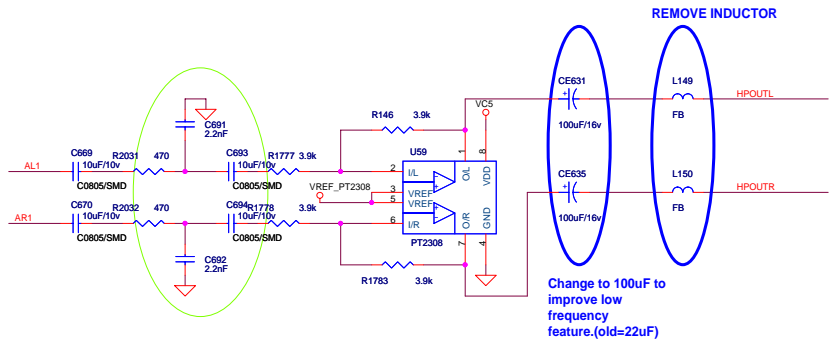 REMOVE INDUCTOR
CE631
L149
HPOUTL
100uF/16v
FB
VC5
R146 3.9k
C691
2.2nF
U59
C669 R2031 470 C693 R1777 3.9k
10uF/10v 10uF/10v
AL1
C0805/SMD C0805/SMD
1 8
2 I/L O/L VDD
VREF_PT2308
3 VREF
5 VREF
CE635
L150
HPOUTR
100uF/16v
FB
C670 R2032 470 C694 R1778 3.9k
10uF/10v 10uF/10v
AR1
C0805/SMD C0805/SMD
6 I/R O/R GND
7 4
PT2308
C692
2.2nF
R1783 3.9k
Change to 100uF to
improve low
frequency
feature.(old=22uF)